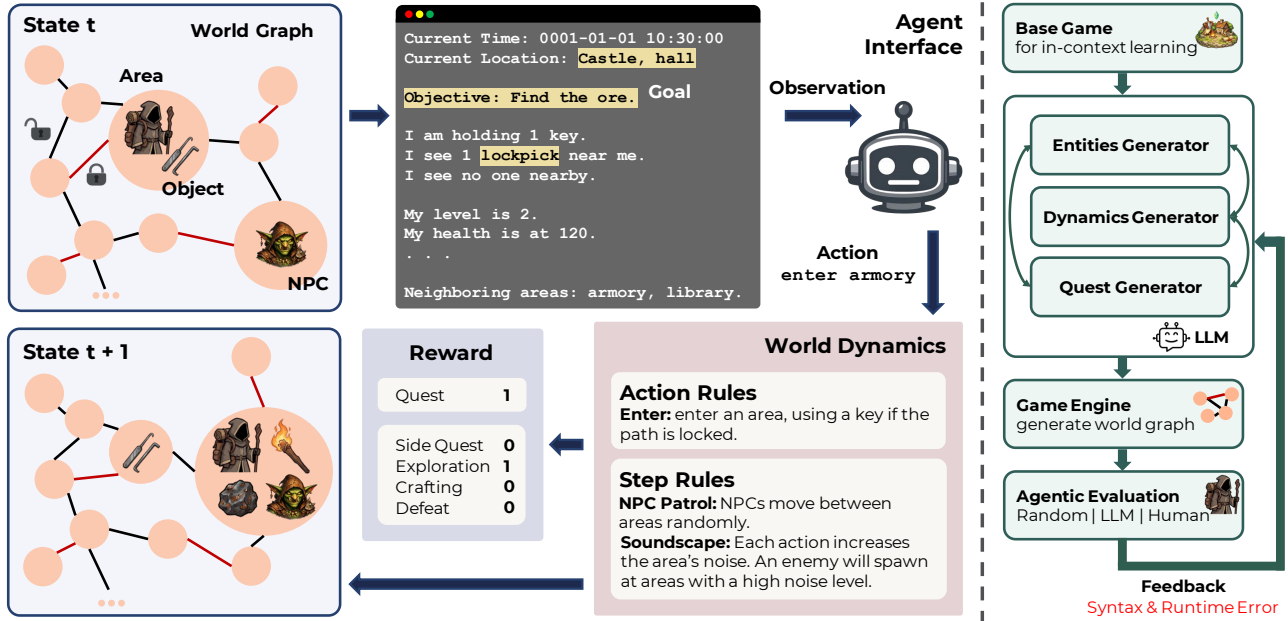 State t
World Graph
Area
Object
NPC
Current Time: 0001-01-01 10:30:00
Current Location: Castle, hall
Objective: Find the ore.
Goal
I am holding 1 key.
I see 1 lockpick near me.
I see no one nearby.
My level is 2.
My health is at 120.
. . .
Neighboring areas: armory, library.
Agent
Interface
Observation
Action
enter armory
State t + 1
Reward
Quest 1
Side Quest 0
Exploration 1
Crafting 0
Defeat 0
World Dynamics
Action Rules
Enter: enter an area, using a key if the
path is locked.
Step Rules
NPC Patrol: NPCs move between
areas randomly.
Soundscape: Each action increases
the area's noise. An enemy will spawn
at areas with a high noise level.
Base Game
for in-context learning
Entities Generator
Dynamics Generator
Quest Generator
LLM
Game Engine
generate world graph
Agentic Evaluation
Random | LLM | Human
Feedback
Syntax & Runtime Error